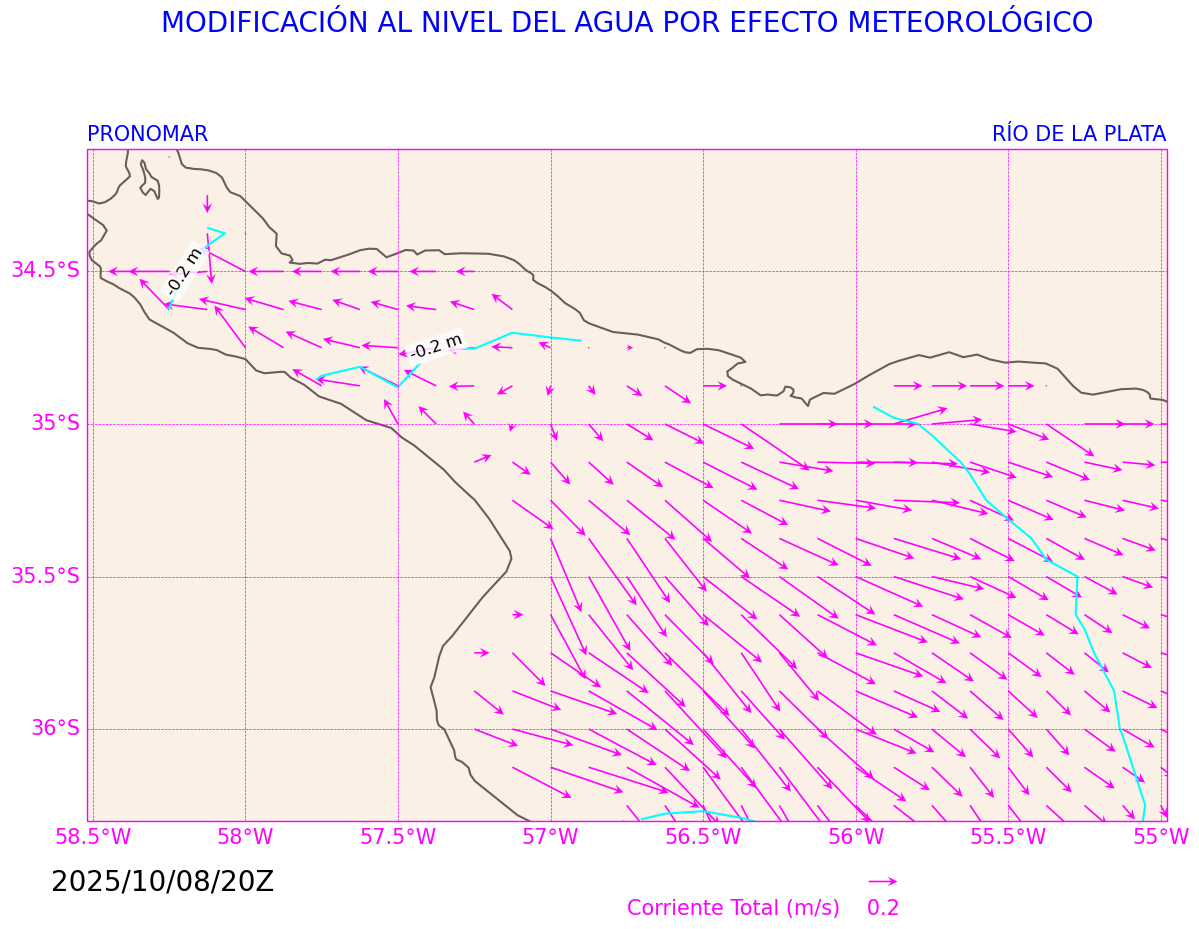 MODIFICACIÓN AL NIVEL DEL AGUA POR EFECTO METEOROLÓGICO
PRONOMAR
RÍO DE LA PLATA
-0.2 m
34.5°S
-0.2 m
35°S
35.5°S
36°S
58.5°W
58°W
57.5°W
57°W
56.5°W
56°W
55.5°W
55°W
2025/10/08/20Z
Corriente Total (m/s)
0.2